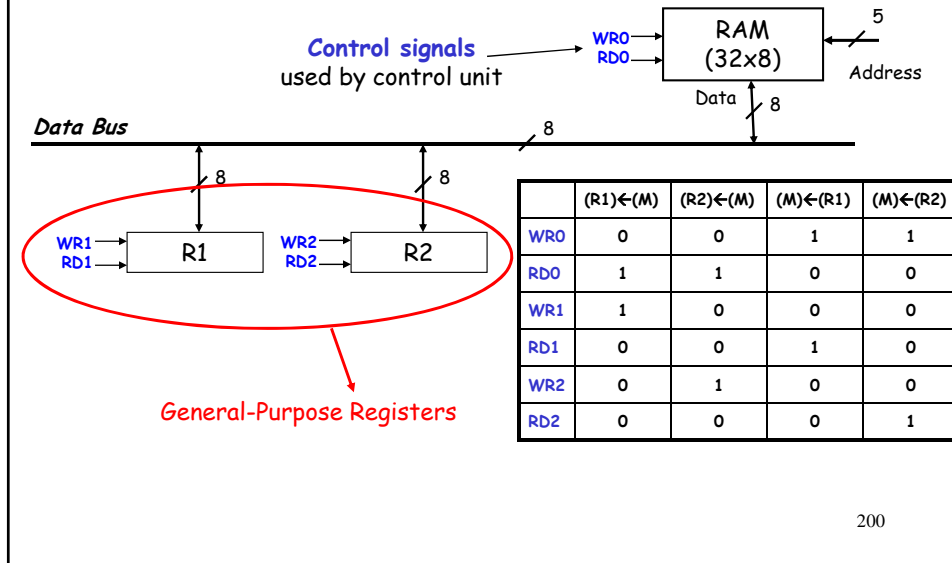 Control signals
used by control unit
WR0
RD0
RAM
(32x8)
5
Address
Data
8
Data Bus
8
8
8
WR1
RD1
R1
WR2
RD2
R2
General-Purpose Registers
(R1)←(M) (R2)←(M) (M)←(R1) (M)←(R2)
WR0 0 0 1 1
RD0 1 1 0 0
WR1 1 0 0 0
RD1 0 0 1 0
WR2 0 1 0 0
RD2 0 0 0 1
200